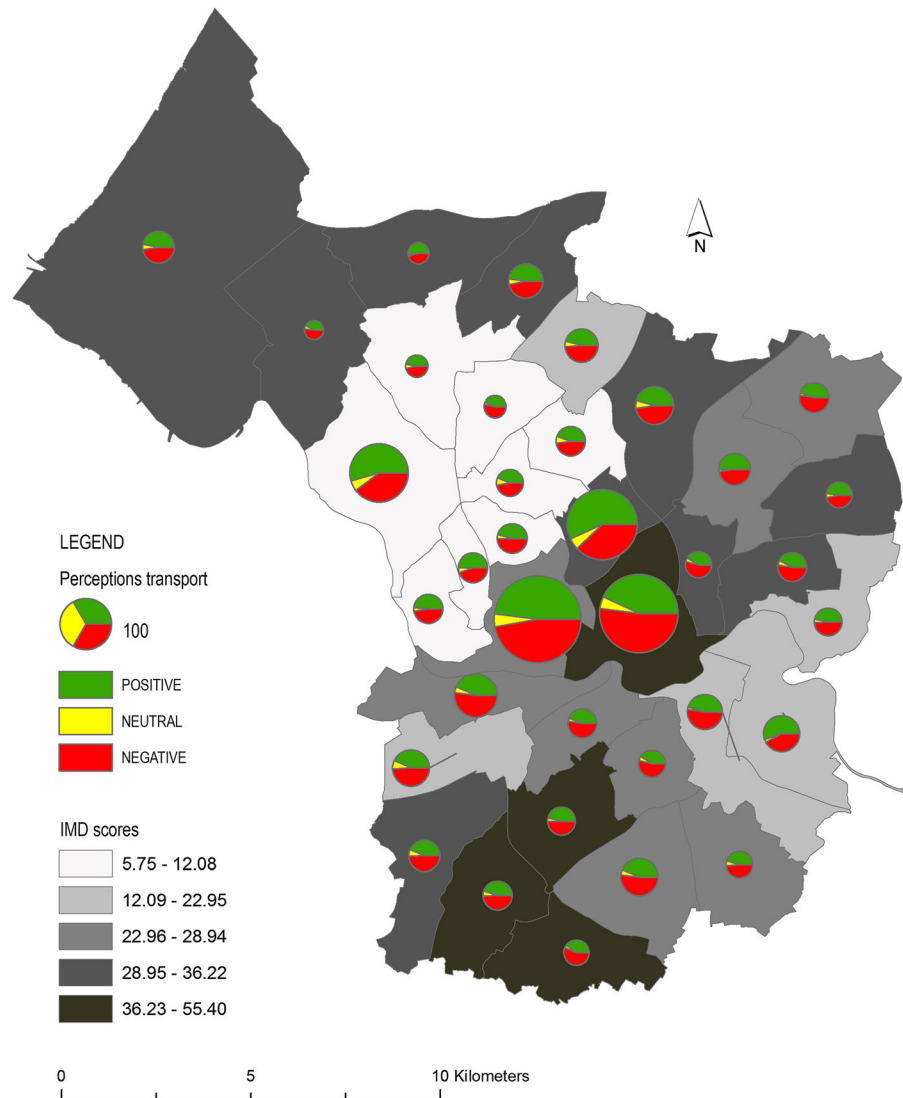 N
LEGEND
Perceptions transport
100
POSITIVE
NEUTRAL
NEGATIVE
IMD scores
5.75 - 12.08
12.09 - 22.95
22.96 - 28.94
28.95 - 36.22
36.23 - 55.40
0 5 10 Kilometers